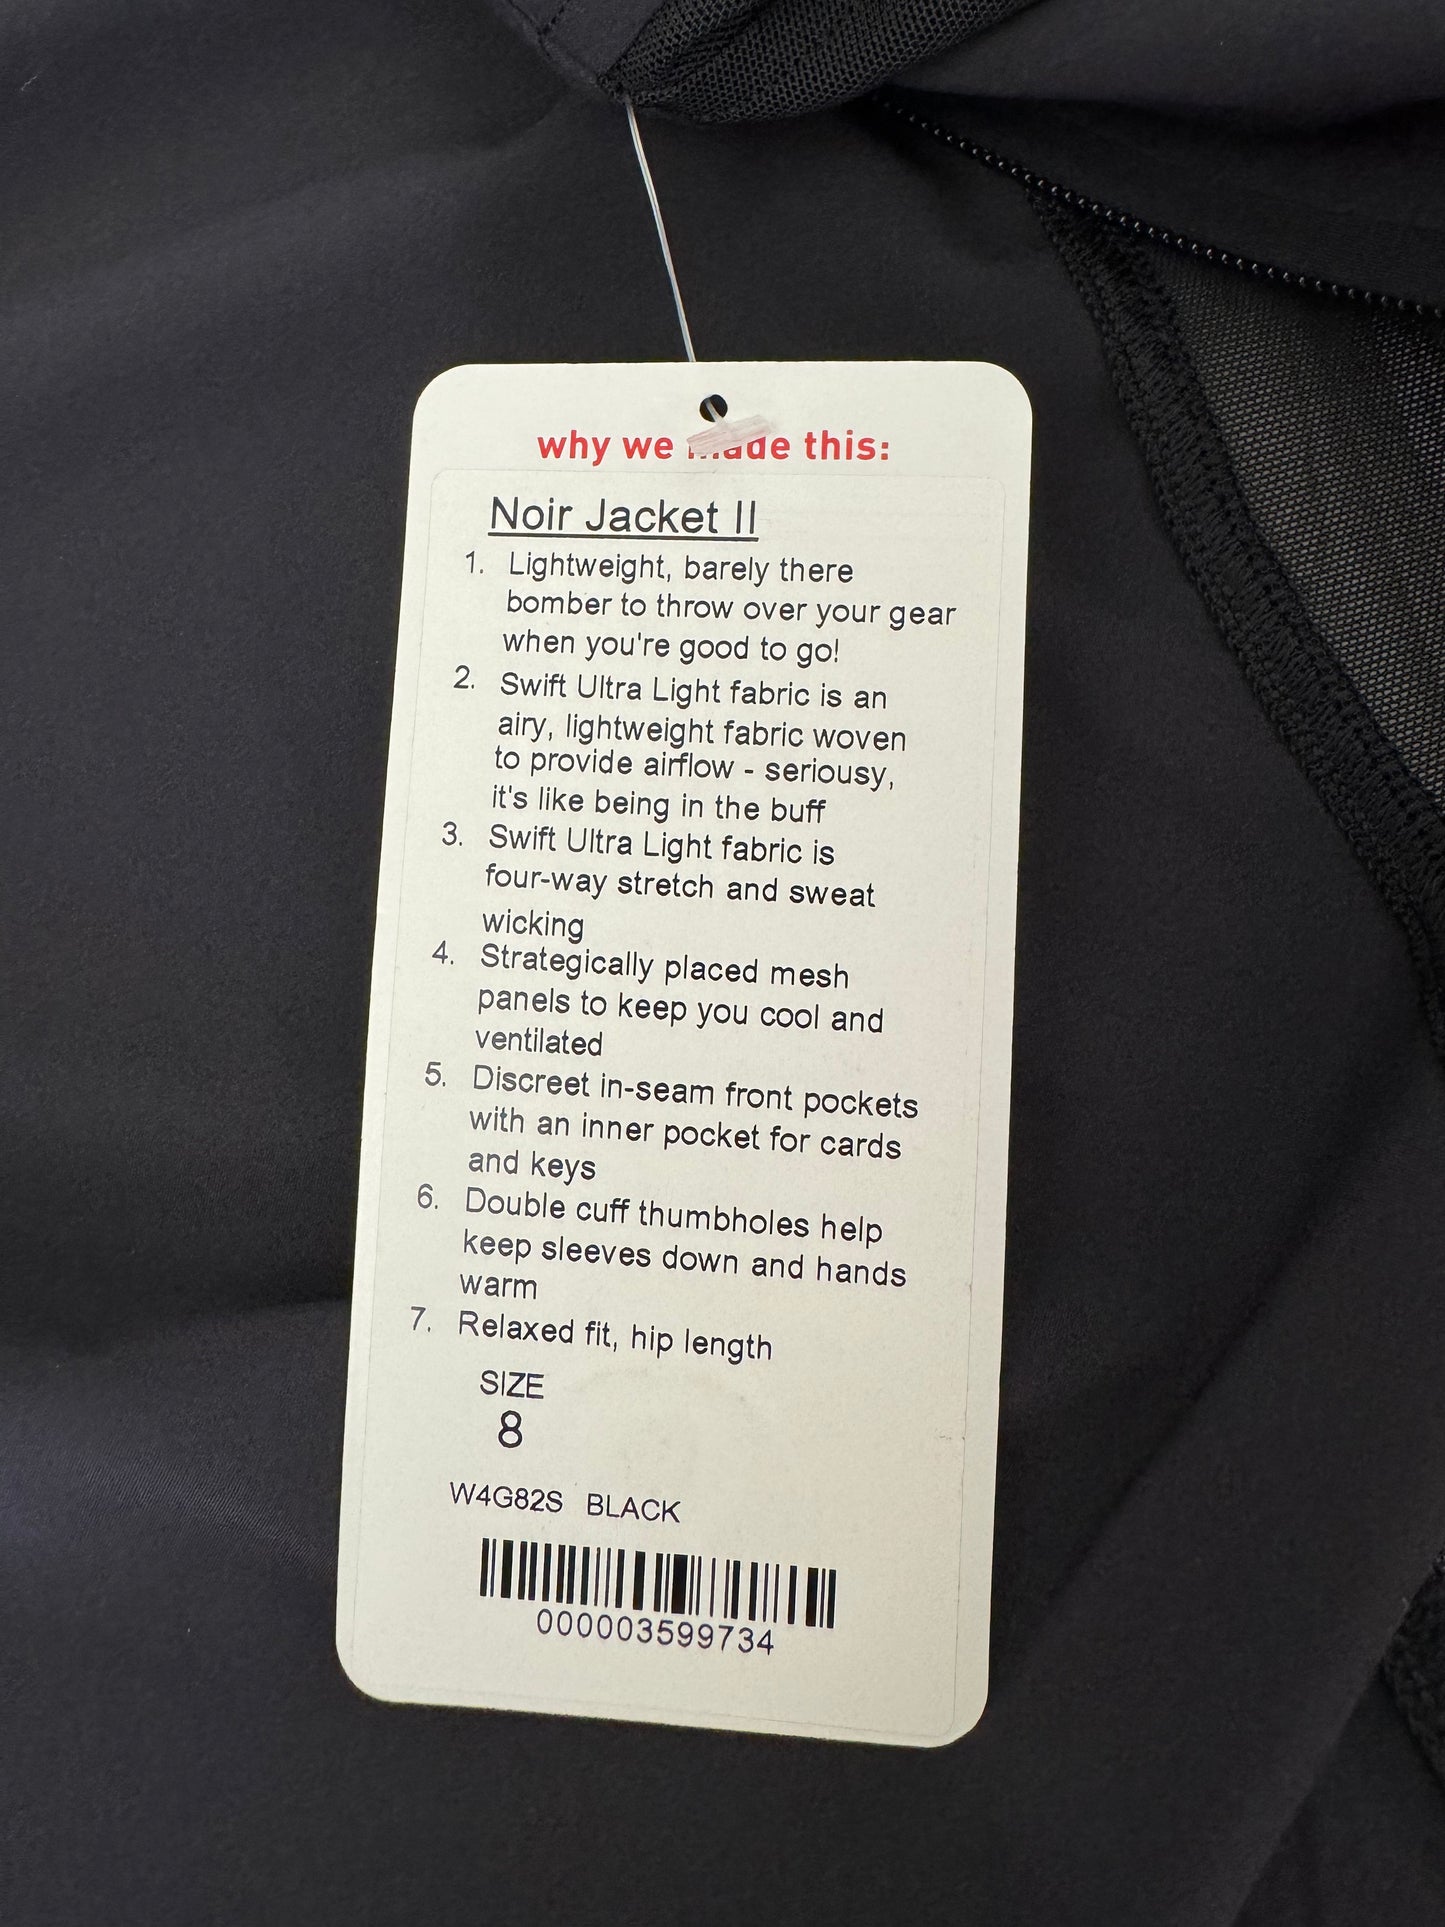 why we made this:
Noir Jacket II
1. Lightweight, barely there
bomber to throw over your gear
when you're good to go!
2. Swift Ultra Light fabric is an
airy, lightweight fabric woven
to provide airflow - seriousy,
it's like being in the buff
3. Swift Ultra Light fabric is
four-way stretch and sweat
wicking
4. Strategically placed mesh
panels to keep you cool and
ventilated
5. Discreet in-seam front pockets
with an inner pocket for cards
and keys
6. Double cuff thumbholes help
keep sleeves down and hands
warm
7. Relaxed fit, hip length
SIZE
8
W4G82S BLACK
000003599734